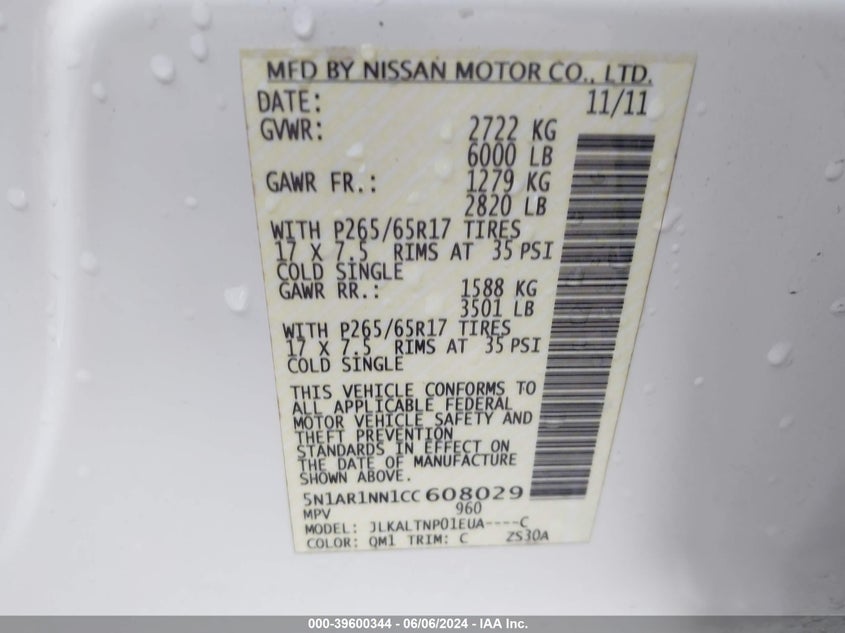 MFD BY NISSAN MOTOR CO., LTD.
DATE: 11/11
GVWR: 2722 KG
6000 LB
GAWR FR.: 1279 KG
2820 LB
WITH P265/65R17 TIRES
17 X 7.5 RIMS AT 35 PSI
COLD SINGLE
GAWR RR.: 1588 KG
3501 LB
WITH P265/65R17 TIRES
17 X 7.5 RIMS AT 35 PSI
COLD SINGLE
THIS VEHICLE CONFORMS TO
ALL APPLICABLE FEDERAL
MOTOR VEHICLE SAFETY AND
THEFT PREVENTION
STANDARDS IN EFFECT ON
THE DATE OF MANUFACTURE
SHOWN ABOVE.
5N1AR1NN1CC608029
MPV 960
MODEL: JLKALTNP01EUA----C
COLOR: QM1 TRIM: C ZS30A
000-39600344 - 06/06/2024 - IAA Inc.